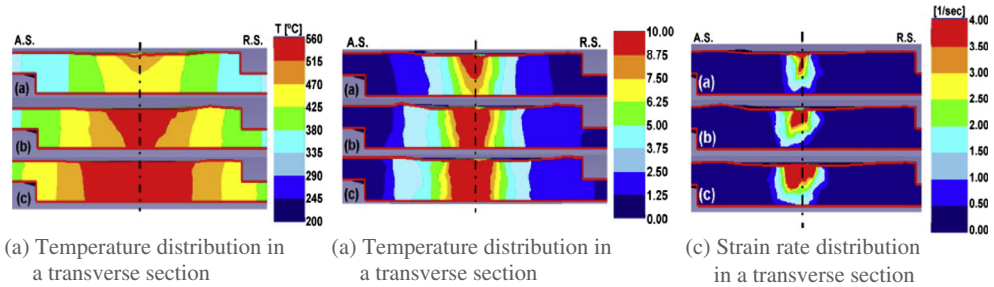 A.S.
R.S.
T [ºC]
560
515
470
425
380
335
290
245
200
(a)
(b)
(c)
A.S.
R.S.
10.00
8.75
7.50
6.25
5.00
3.75
2.50
1.25
0.00
(a)
(b)
(c)
A.S.
R.S.
[1/sec]
4.00
3.50
3.00
2.50
2.00
1.50
1.00
0.50
0.00
(a)
(b)
(c)
(a) Temperature distribution in
a transverse section
(a) Temperature distribution in
a transverse section
(c) Strain rate distribution
in a transverse section